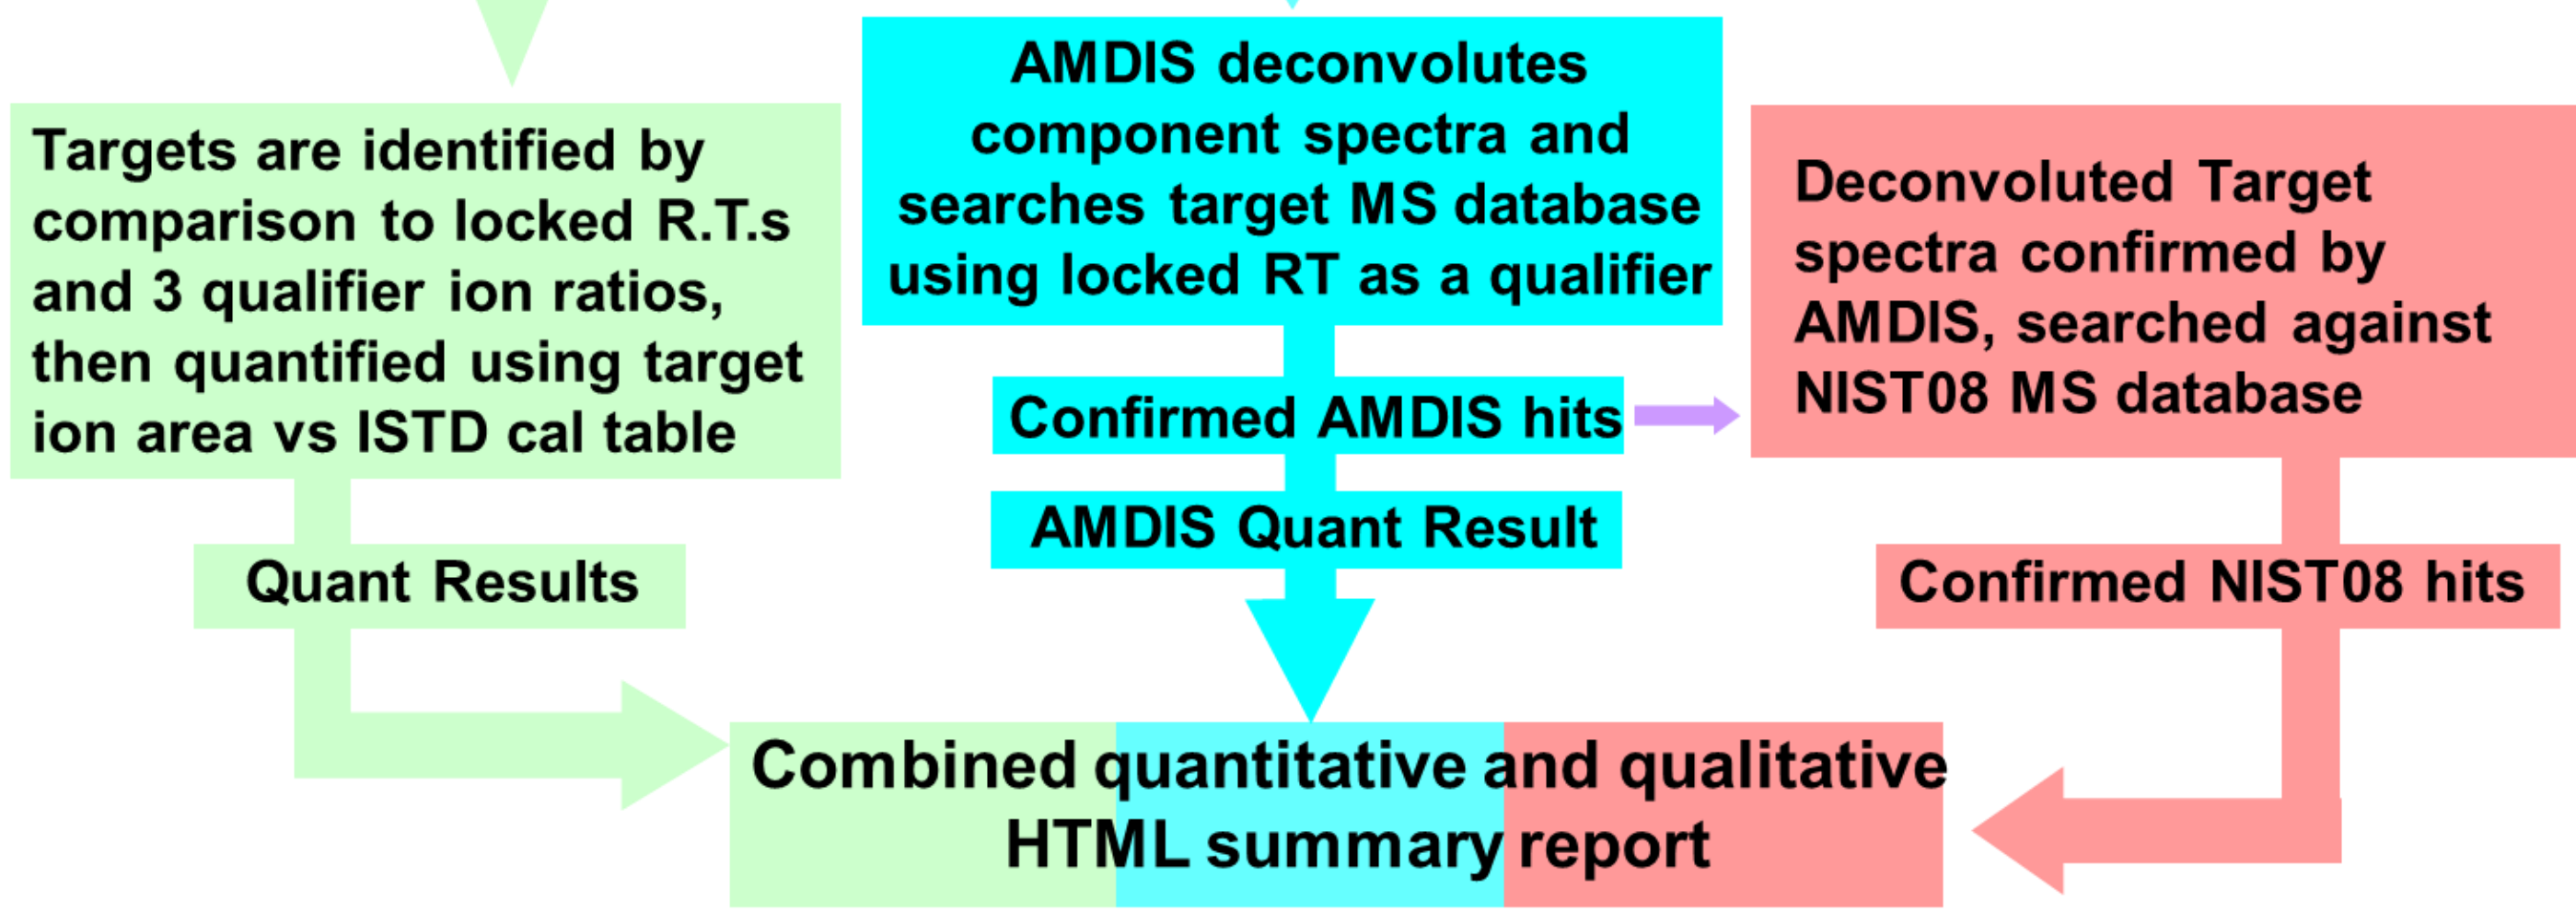 Targets are identified by
comparison to locked R.T.s
and 3 qualifier ion ratios,
then quantified using target
ion area vs ISTD cal table
Quant Results
AMDIS deconvolutes
component spectra and
searches target MS database
using locked RT as a qualifier
Confirmed AMDIS hits
AMDIS Quant Result
Deconvoluted Target
spectra confirmed by
AMDIS, searched against
NIST08 MS database
Confirmed NIST08 hits
Combined quantitative and qualitative
HTML summary report